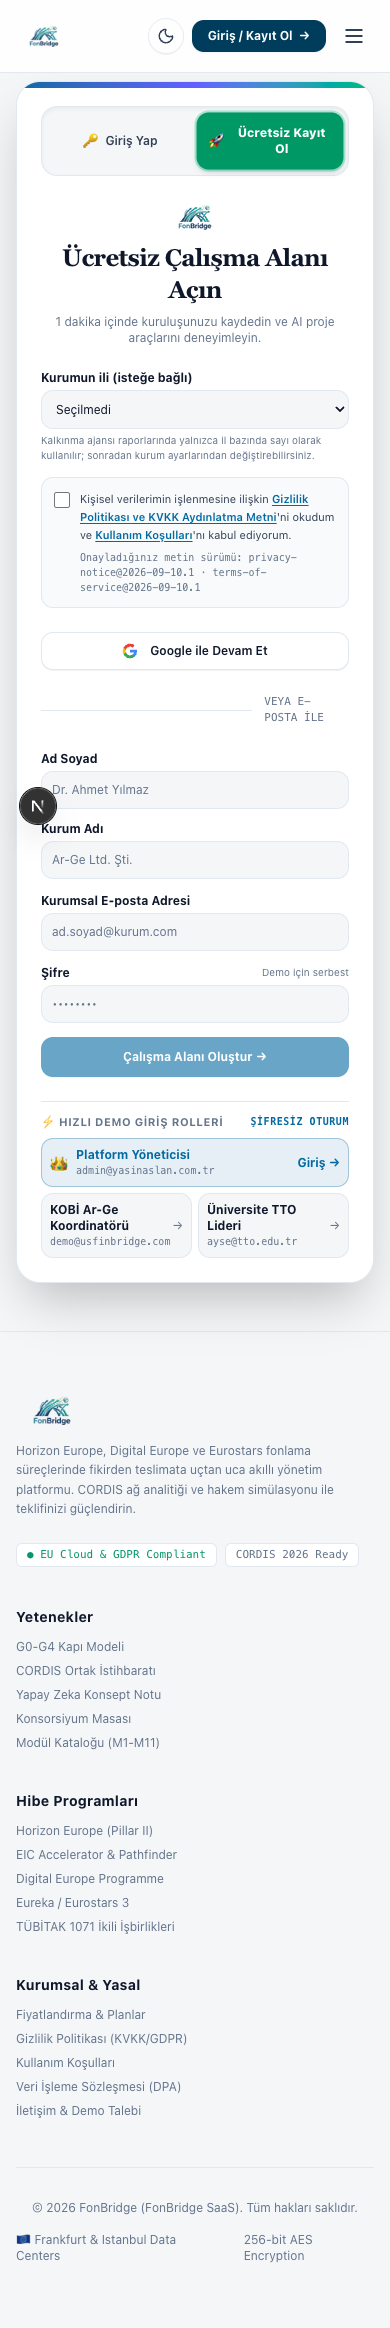 FonBridge
Giriş / Kayıt Ol →
🔑 Giriş Yap
🚀 Ücretsiz Kayıt
Ol
FonBridge
Ücretsiz Çalışma Alanı
Açın
1 dakika içinde kuruluşunuzu kaydedin ve AI proje
araçlarını deneyimleyin.
Kurumun ili (isteğe bağlı)
Seçilmedi
Kalkınma ajansı raporlarında yalnızca il bazında sayı olarak
kullanılır; sonradan kurum ayarlarından değiştirebilirsiniz.
Kişisel verilerimin işlenmesine ilişkin Gizlilik
Politikası ve KVKK Aydınlatma Metni'ni okudum
ve Kullanım Koşulları'nı kabul ediyorum.
Onayladığınız metin sürümü: privacy-
notice@2026-09-10.1 · terms-of-
service@2026-09-10.1
Google ile Devam Et
VEYA E-
POSTA İLE
Ad Soyad
Dr. Ahmet Yılmaz
N
Kurum Adı
Ar-Ge Ltd. Şti.
Kurumsal E-posta Adresi
ad.soyad@kurum.com
Şifre
Demo için serbest
••••••••
Çalışma Alanı Oluştur →
⚡ HIZLI DEMO GİRİŞ ROLLERİ
ŞİFRESİZ OTURUM
Platform Yöneticisi
admin@yasinaslan.com.tr
Giriş →
KOBİ Ar-Ge
Koordinatörü →
demo@usfinbridge.com
Üniversite TTO
Lideri →
ayse@tto.edu.tr
FonBridge
Horizon Europe, Digital Europe ve Eurostars fonlama
süreçlerinde fikirden teslimata uçtan uca akıllı yönetim
platformu. CORDIS ağ analitiği ve hakem simülasyonu ile
teklifinizi güçlendirin.
● EU Cloud & GDPR Compliant
CORDIS 2026 Ready
Yetenekler
G0-G4 Kapı Modeli
CORDIS Ortak İstihbaratı
Yapay Zeka Konsept Notu
Konsorsiyum Masası
Modül Kataloğu (M1-M11)
Hibe Programları
Horizon Europe (Pillar II)
EIC Accelerator & Pathfinder
Digital Europe Programme
Eureka / Eurostars 3
TÜBİTAK 1071 İkili İşbirlikleri
Kurumsal & Yasal
Fiyatlandırma & Planlar
Gizlilik Politikası (KVKK/GDPR)
Kullanım Koşulları
Veri İşleme Sözleşmesi (DPA)
İletişim & Demo Talebi
© 2026 FonBridge (FonBridge SaaS). Tüm hakları saklıdır.
🇪🇺 Frankfurt & Istanbul Data
Centers
256-bit AES
Encryption